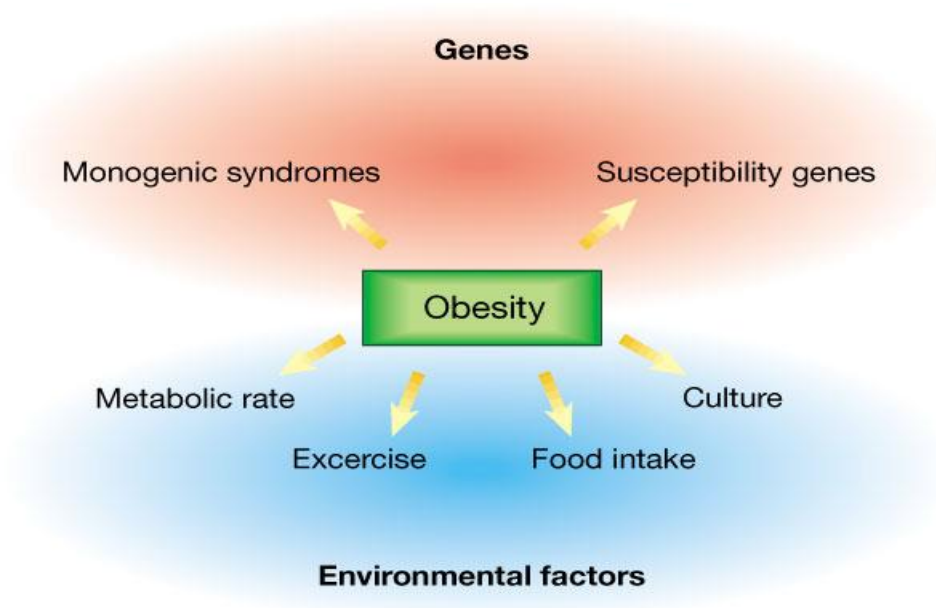 Genes
Monogenic syndromes
Susceptibility genes
Obesity
Metabolic rate
Culture
Excercise
Food intake
Environmental factors